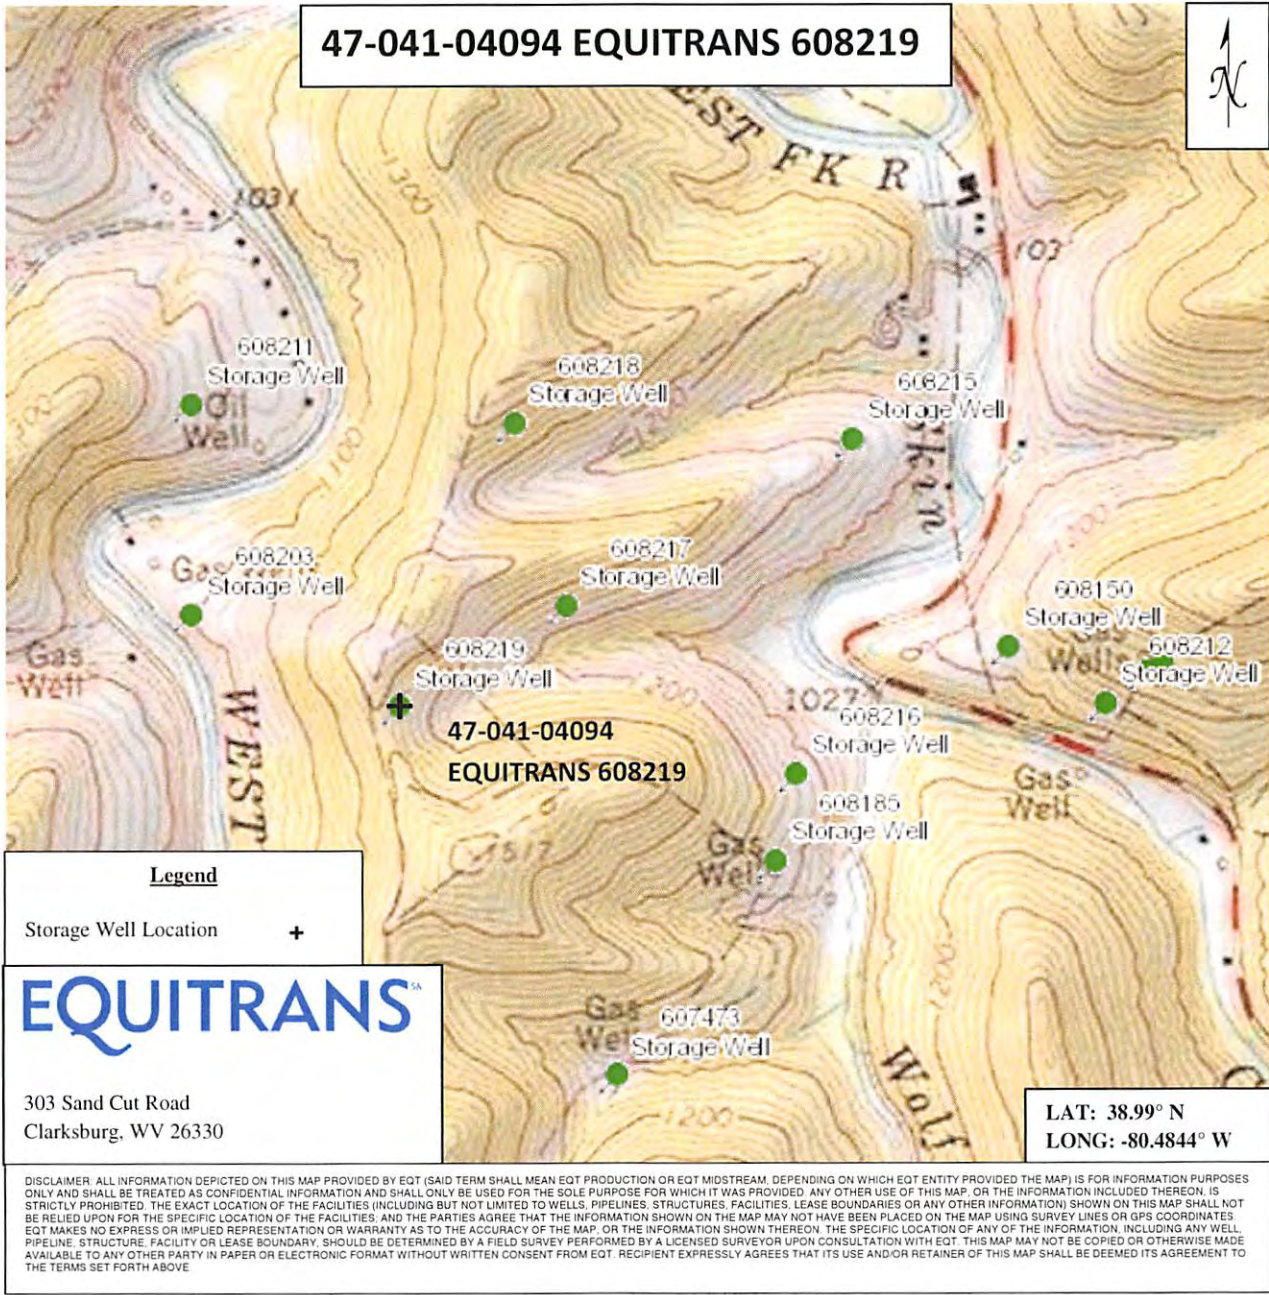 47-041-04094 EQUITRANS 608219
N
EST FK R
1300
1031
103
608211
Storage Well
Oil
Well
608218
Storage Well
608215
Storage Well
kin
1100
1200
608203
Storage Well
Gas
608217
Storage Well
1200
608150
Storage Well
Gas
Wells
608212
Storage Well
Gas
Well
608219
Storage Well
1200
1027
47-041-04094
EQUITRANS 608219
608216
Storage Well
WEST
Gas
Well
608185
Storage Well
Gas
Well
1517
1200
Gas
Well
607473
Storage Well
1200
Wolf
Legend
Storage Well Location +
EQUITRANS
303 Sand Cut Road
Clarksburg, WV 26330
LAT: 38.99° N
LONG: -80.4844° W
DISCLAIMER: ALL INFORMATION DEPICTED ON THIS MAP PROVIDED BY EQT (SAID TERM SHALL MEAN EQT PRODUCTION OR EQT MIDSTREAM, DEPENDING ON WHICH EQT ENTITY PROVIDED THE MAP) IS FOR INFORMATION PURPOSES
ONLY AND SHALL BE TREATED AS CONFIDENTIAL INFORMATION AND SHALL ONLY BE USED FOR THE SOLE PURPOSE FOR WHICH IT WAS PROVIDED. ANY OTHER USE OF THIS MAP, OR THE INFORMATION INCLUDED THEREON, IS
STRICTLY PROHIBITED. THE EXACT LOCATION OF THE FACILITIES (INCLUDING BUT NOT LIMITED TO WELLS, PIPELINES, STRUCTURES, FACILITIES, LEASE BOUNDARIES OR ANY OTHER INFORMATION) SHOWN ON THIS MAP SHALL NOT
BE RELIED UPON FOR THE SPECIFIC LOCATION OF THE FACILITIES; AND THE PARTIES AGREE THAT THE INFORMATION SHOWN ON THE MAP MAY NOT HAVE BEEN PLACED ON THE MAP USING SURVEY LINES OR GPS COORDINATES.
EQT MAKES NO EXPRESS OR IMPLIED REPRESENTATION OR WARRANTY AS TO THE ACCURACY OF THE MAP, OR THE INFORMATION SHOWN THEREON. THE SPECIFIC LOCATION OF ANY OF THE INFORMATION, INCLUDING ANY WELL,
PIPELINE, STRUCTURE, FACILITY OR LEASE BOUNDARY, SHOULD BE DETERMINED BY A FIELD SURVEY PERFORMED BY A LICENSED SURVEYOR UPON CONSULTATION WITH EQT. THIS MAP MAY NOT BE COPIED OR OTHERWISE MADE
AVAILABLE TO ANY OTHER PARTY IN PAPER OR ELECTRONIC FORMAT WITHOUT WRITTEN CONSENT FROM EQT. RECIPIENT EXPRESSLY AGREES THAT ITS USE AND/OR RETAINER OF THIS MAP SHALL BE DEEMED ITS AGREEMENT TO
THE TERMS SET FORTH ABOVE